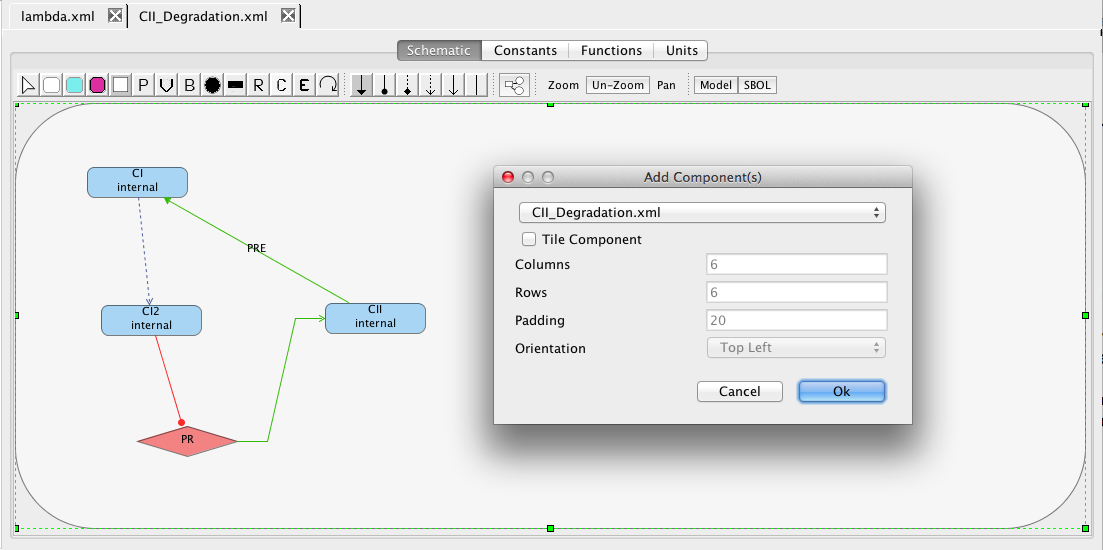 lambda.xml CII_Degradation.xml
Schematic Constants Functions Units
P V B R C E Zoom Un-Zoom Pan Model SBOL
CI
internal
PRE
CI2
internal
CII
internal
PR
Add Component(s)
CII_Degradation.xml
Tile Component
Columns 6
Rows 6
Padding 20
Orientation Top Left
Cancel Ok